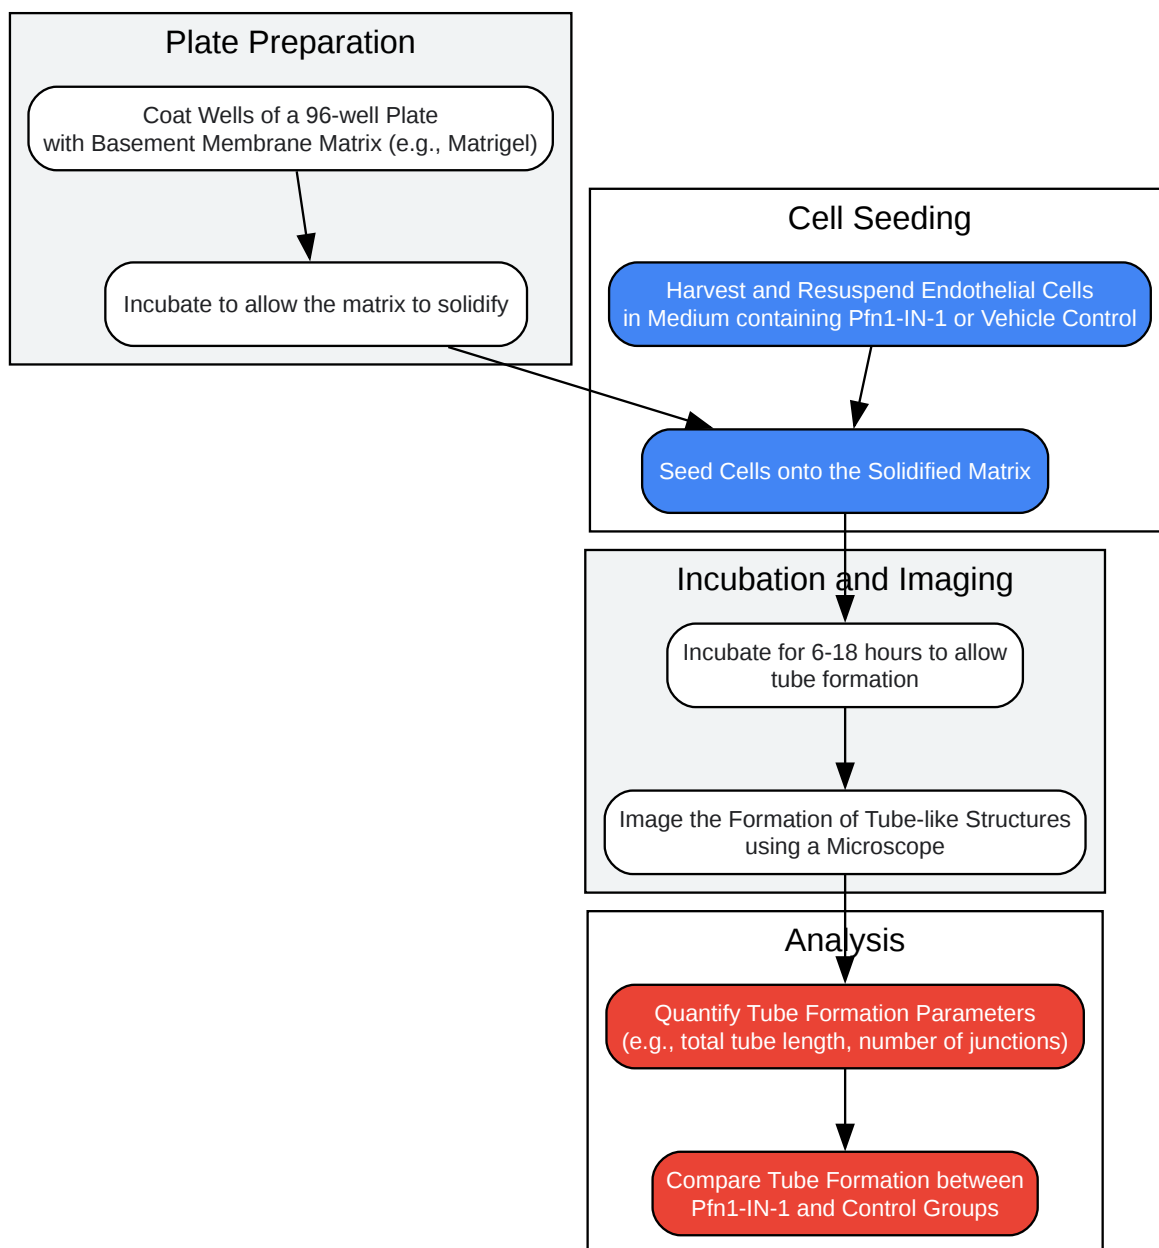 Plate Preparation
Coat Wells of a 96-well Plate
with Basement Membrane Matrix (e.g., Matrigel)
Incubate to allow the matrix to solidify
Cell Seeding
Harvest and Resuspend Endothelial Cells
in Medium containing Pfn1-IN-1 or Vehicle Control
Seed Cells onto the Solidified Matrix
Incubation and Imaging
Incubate for 6-18 hours to allow
tube formation
Image the Formation of Tube-like Structures
using a Microscope
Analysis
Quantify Tube Formation Parameters
(e.g., total tube length, number of junctions)
Compare Tube Formation between
Pfn1-IN-1 and Control Groups